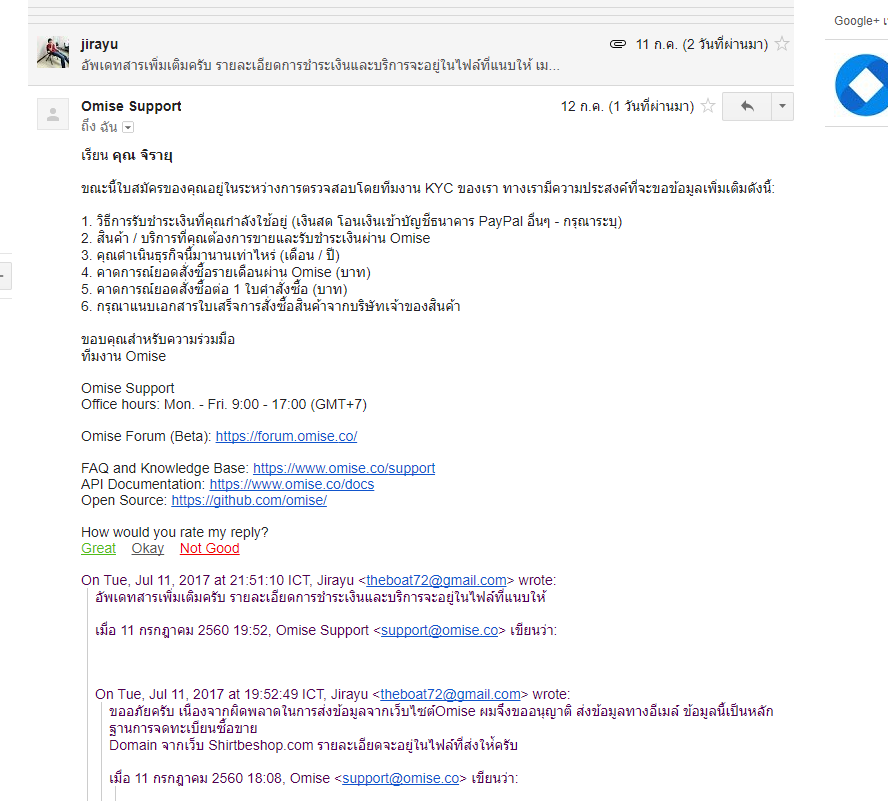 Google+
jirayu
11 ก.ค. (2 วันที่ผ่านมา)
อัพเดทสารเพิ่มเติมครับ รายละเอียดการชำระเงินและบริการจะอยู่ในไฟล์ที่แนบให้ เม...
Omise Support
12 ก.ค. (1 วันที่ผ่านมา)
ถึง ฉัน
เรียน คุณ จิรายุ
ขณะนี้ใบสมัครของคุณอยู่ในระหว่างการตรวจสอบโดยทีมงาน KYC ของเรา ทางเรามีความประสงค์ที่จะขอข้อมูลเพิ่มเติมดังนี้:
1. วิธีการรับชำระเงินที่คุณกำลังใช้อยู่ (เงินสด โอนเงินเข้าบัญชีธนาคาร PayPal อื่นๆ - กรุณาระบุ)
2. สินค้า / บริการที่คุณต้องการขายและรับชำระเงินผ่าน Omise
3. คุณดำเนินธุรกิจนี้มานานเท่าไหร่ (เดือน / ปี)
4. คาดการณ์ยอดสั่งซื้อรายเดือนผ่าน Omise (บาท)
5. คาดการณ์ยอดสั่งซื้อต่อ 1 ใบคำสั่งซื้อ (บาท)
6. กรุณาแนบเอกสารใบเสร็จการสั่งซื้อสินค้าจากบริษัทเจ้าของสินค้า
ขอบคุณสำหรับความร่วมมือ
ทีมงาน Omise
Omise Support
Office hours: Mon. - Fri. 9:00 - 17:00 (GMT+7)
Omise Forum (Beta): https://forum.omise.co/
FAQ and Knowledge Base: https://www.omise.co/support
API Documentation: https://www.omise.co/docs
Open Source: https://github.com/omise/
How would you rate my reply?
Great Okay Not Good
On Tue, Jul 11, 2017 at 21:51:10 ICT, Jirayu <theboat72@gmail.com> wrote:
อัพเดทสารเพิ่มเติมครับ รายละเอียดการชำระเงินและบริการจะอยู่ในไฟล์ที่แนบให้
เมื่อ 11 กรกฎาคม 2560 19:52, Omise Support <support@omise.co> เขียนว่า:
On Tue, Jul 11, 2017 at 19:52:49 ICT, Jirayu <theboat72@gmail.com> wrote:
ขออภัยครับ เนื่องจากผิดพลาดในการส่งข้อมูลจากเว็บไซต์Omise ผมจึงขออนุญาติ ส่งข้อมูลทางอีเมล์ ข้อมูลนี้เป็นหลัก
ฐานการจดทะเบียนซื้อขาย
Domain จากเว็บ Shirtbeshop.com รายละเอียดจะอยู่ในไฟล์ที่ส่งให้ครับ
เมื่อ 11 กรกฎาคม 2560 18:08, Omise <support@omise.co> เขียนว่า: